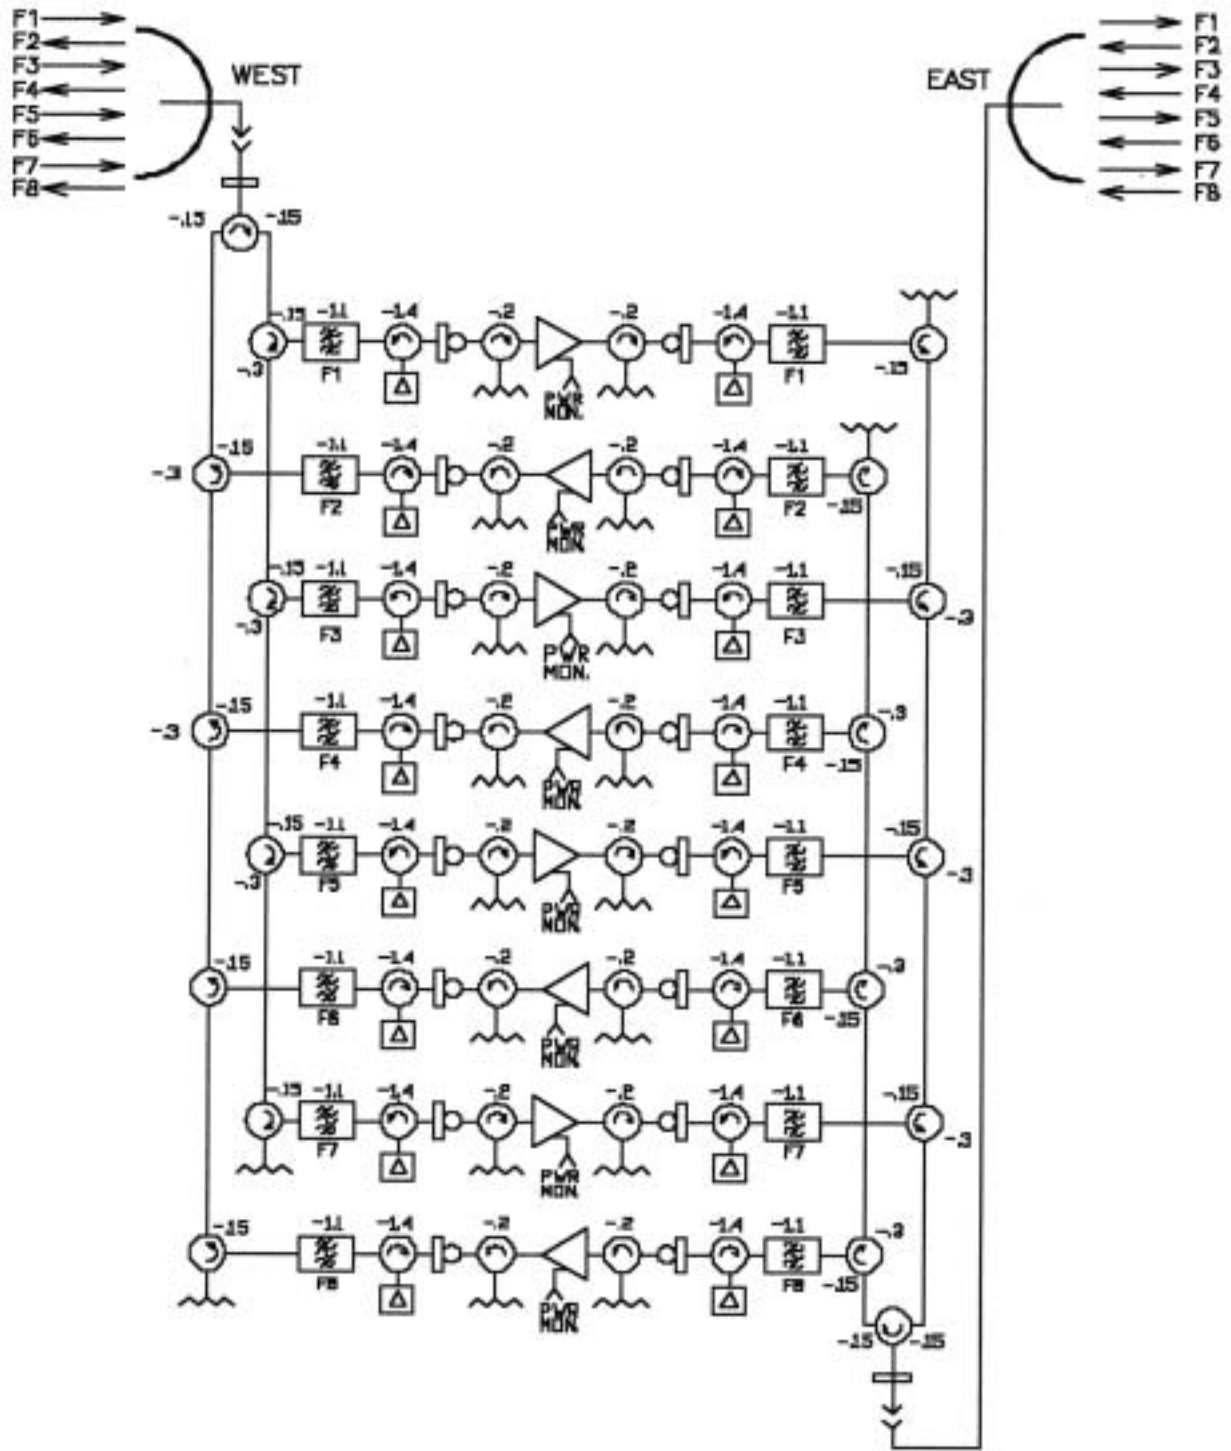 F1 F1
F2 F2
F3 F3
F4 F4
F5 F5
F6 F6
F7 F7
F8 F8
WEST EAST
-.15 -.15
-.15 -1.1 -1.4 -.2 -.2 -1.4 -1.1
-.3 F1 PWR F1 -.15
MON.
-.15 -1.1 -1.4 -.2 -.2 -1.4 -1.1
-.3
F2 PWR F2 -.15
MON.
-.15 -1.1 -1.4 -.2 -.2 -1.4 -1.1 -.15
-.3 F3 PWR F3 -.3
MON.
-.15 -1.1 -1.4 -.2 -.2 -1.4 -1.1 -.3
-.3
F4 PWR F4 -.15
MON.
-.15 -1.1 -1.4 -.2 -.2 -1.4 -1.1 -.15
-.3 F5 PWR F5 -.3
MON.
-.15 -1.1 -1.4 -.2 -.2 -1.4 -1.1 -.3
F6 PWR F6 -.15
MON.
-.15 -1.1 -1.4 -.2 -.2 -1.4 -1.1 -.15
F7 PWR F7 -.3
MON.
-.15 -1.1 -1.4 -.2 -.2 -1.4 -1.1 -.3
F8 PWR F8 -.15
MON.
-.15 -.15